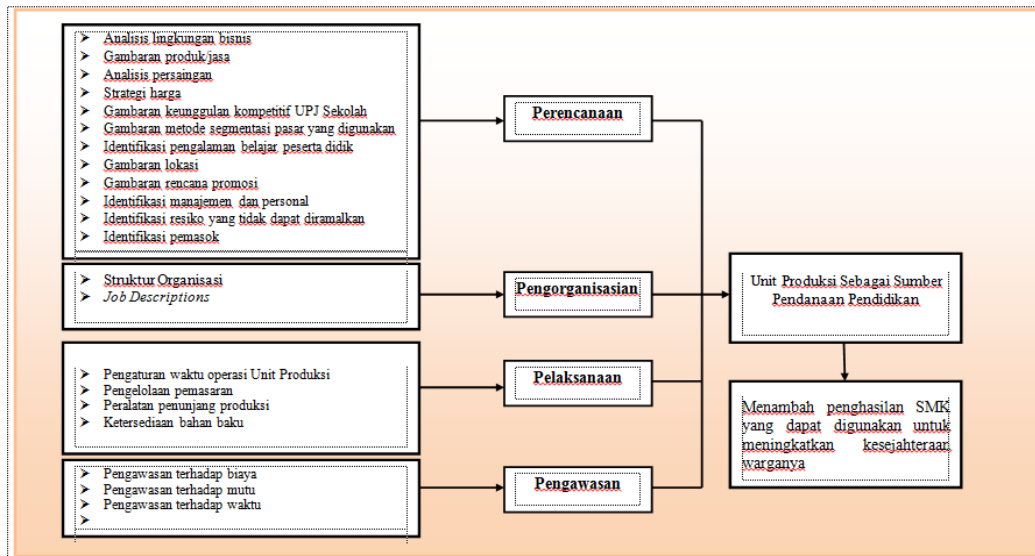 Analisis lingkungan bisnis
Gambaran produk/jasa
Analisis persaingan
Strategi harga
Gambaran keunggulan kompetitif UPJ Sekolah
Gambaran metode segmentasi pasar yang digunakan
Identifikasi pengalaman belajar peserta didik
Gambaran lokasi
Gambaran rencana promosi
Identifikasi manajemen dan personal
Identifikasi resiko yang tidak dapat diramalkan
Identifikasi pemasok
Perencanaan
Struktur Organisasi
Job Descriptions
Pengorganisasian
Unit Produksi Sebagai Sumber
Pendanaan Pendidikan
Pengaturan waktu operasi Unit Produksi
Pengelolaan pemasaran
Peralatan penunjang produksi
Ketersediaan bahan baku
Pelaksanaan
Menambah penghasilan SMK
yang dapat digunakan untuk
meningkatkan kesejahteraan
warganya
Pengawasan terhadap biaya
Pengawasan terhadap mutu
Pengawasan terhadap waktu
Pengawasan